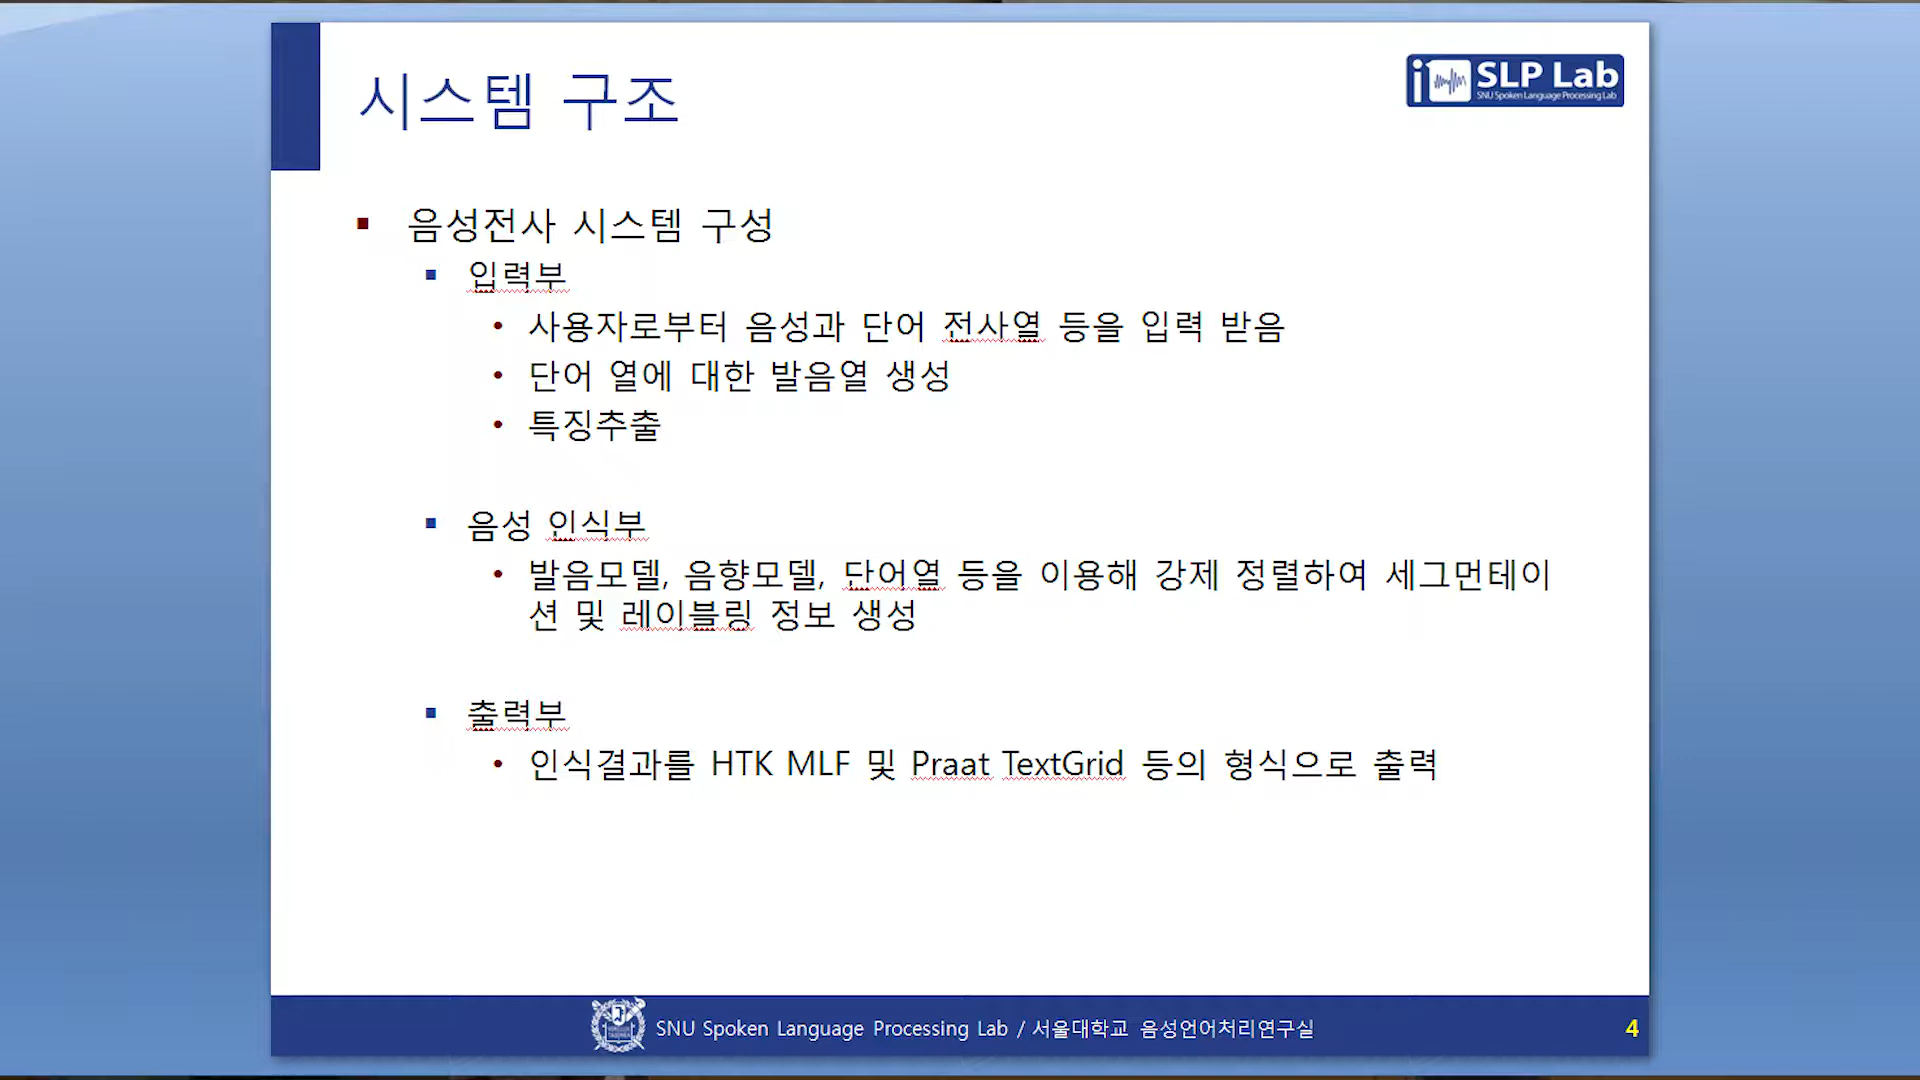 시스템 구조
SLP Lab
SNU Spoken Language Processing Lab
음성전사 시스템 구성
입력부
사용자로부터 음성과 단어 전사열 등을 입력 받음
단어 열에 대한 발음열 생성
특징추출
음성 인식부
발음모델, 음향모델, 단어열 등을 이용해 강제 정렬하여 세그먼테이
션 및 레이블링 정보 생성
출력부
인식결과를 HTK MLF 및 Praat TextGrid 등의 형식으로 출력
SNU Spoken Language Processing Lab / 서울대학교 음성언어처리연구실
4